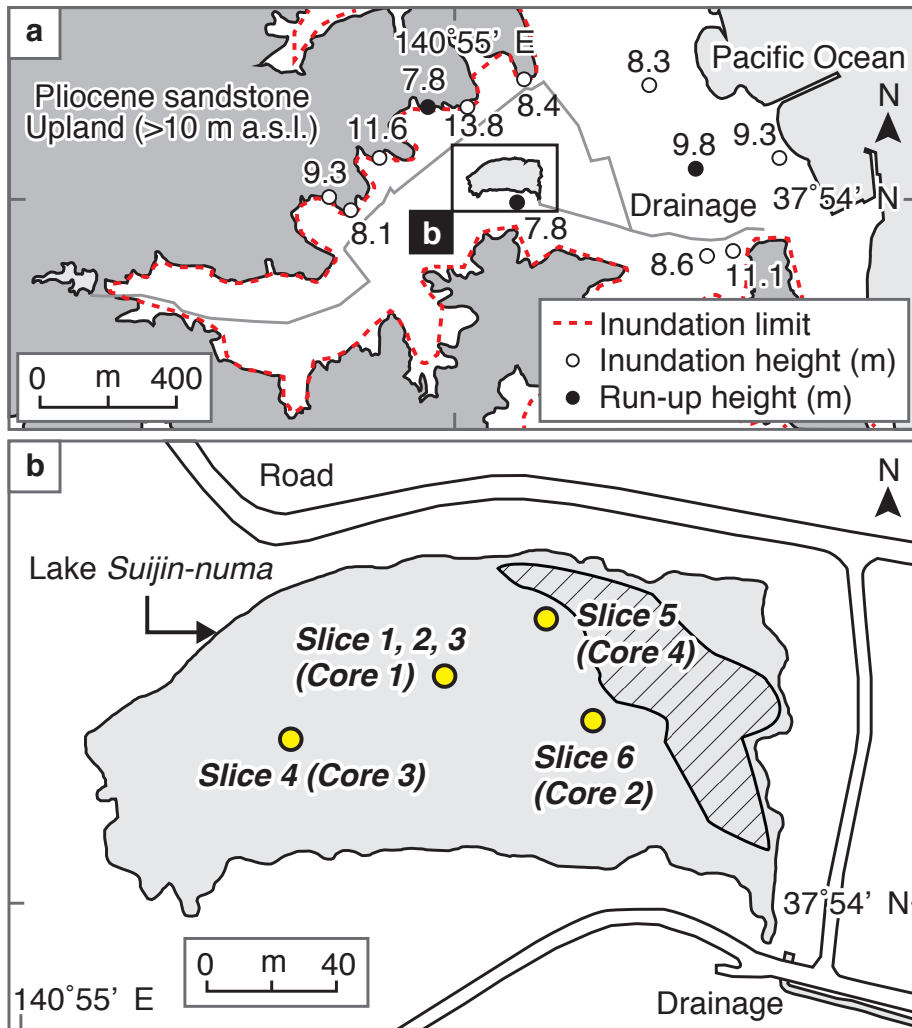 a
140°55' E
Pacific Ocean
N
Pliocene sandstone
Upland (>10 m a.s.l.)
7.8
8.3
13.8
8.4
11.6
9.3
9.3
9.8
8.1
b
7.8
Drainage
37°54' N
8.6
11.1
0 m 400
Inundation limit
Inundation height (m)
Run-up height (m)
b
Road
N
Lake Suijin-numa
Slice 1, 2, 3
(Core 1)
Slice 5
(Core 4)
Slice 4 (Core 3)
Slice 6
(Core 2)
37°54' N
0 m 40
140°55' E
Drainage